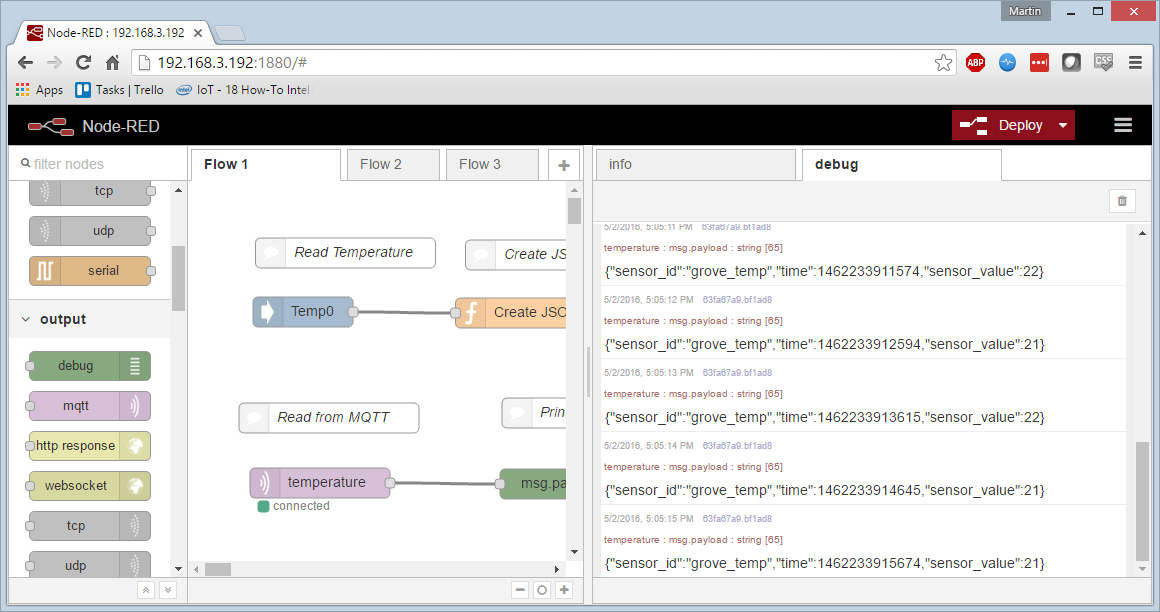 Martin
Node-RED : 192.168.3.192
192.168.3.192:1880/#
ABP
CSS
Apps
Tasks | Trello
intel
IoT - 18 How-To Intel
Node-RED
Deploy
filter nodes
tcp
udp
serial
output
debug
mqtt
http response
websocket
tcp
udp
Flow 1
Flow 2
Flow 3
Read Temperature
Create JS
Temp0
Create JSO
Read from MQTT
Prin
temperature
msg.pa
connected
info
debug
5/2/2016, 5:05:11 PM 63fa67a9.bf1ad8
temperature : msg.payload : string [65]
{"sensor_id":"grove_temp","time":1462233911574,"sensor_value":22}
5/2/2016, 5:05:12 PM 63fa67a9.bf1ad8
temperature : msg.payload : string [65]
{"sensor_id":"grove_temp","time":1462233912594,"sensor_value":21}
5/2/2016, 5:05:13 PM 63fa67a9.bf1ad8
temperature : msg.payload : string [65]
{"sensor_id":"grove_temp","time":1462233913615,"sensor_value":22}
5/2/2016, 5:05:14 PM 63fa67a9.bf1ad8
temperature : msg.payload : string [65]
{"sensor_id":"grove_temp","time":1462233914645,"sensor_value":21}
5/2/2016, 5:05:15 PM 63fa67a9.bf1ad8
temperature : msg.payload : string [65]
{"sensor_id":"grove_temp","time":1462233915674,"sensor_value":21}